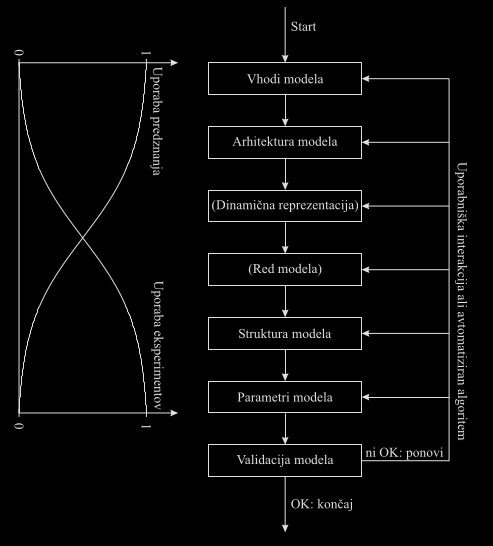 0
1
Uporaba predznanja
Uporaba eksperimentov
0
1
Start
Vhodi modela
Arhitektura modela
(Dinamična reprezentacija)
(Red modela)
Struktura modela
Parametri modela
Validacija modela
ni OK: ponovi
OK: končaj
Uporabniška interakcija ali avtomatiziran algoritem